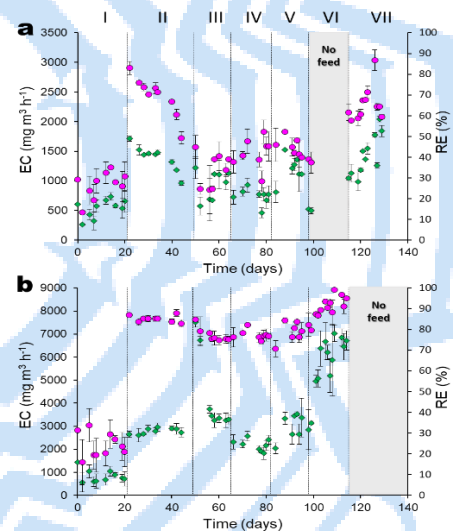 I II III IV V VI VII
a
3500 3000 2500 2000 1500 1000 500 0
EC (mg m³ h⁻¹)
No
feed
100 90 80 70 60 50 40 30 20 10 0
RE (%)
0 20 40 60 80 100 120 140
Time (days)
b
9000 8000 7000 6000 5000 4000 3000 2000 1000 0
EC (mg m³ h⁻¹)
No
feed
100 90 80 70 60 50 40 30 20 10 0
RE (%)
0 20 40 60 80 100 120 140
Time (days)